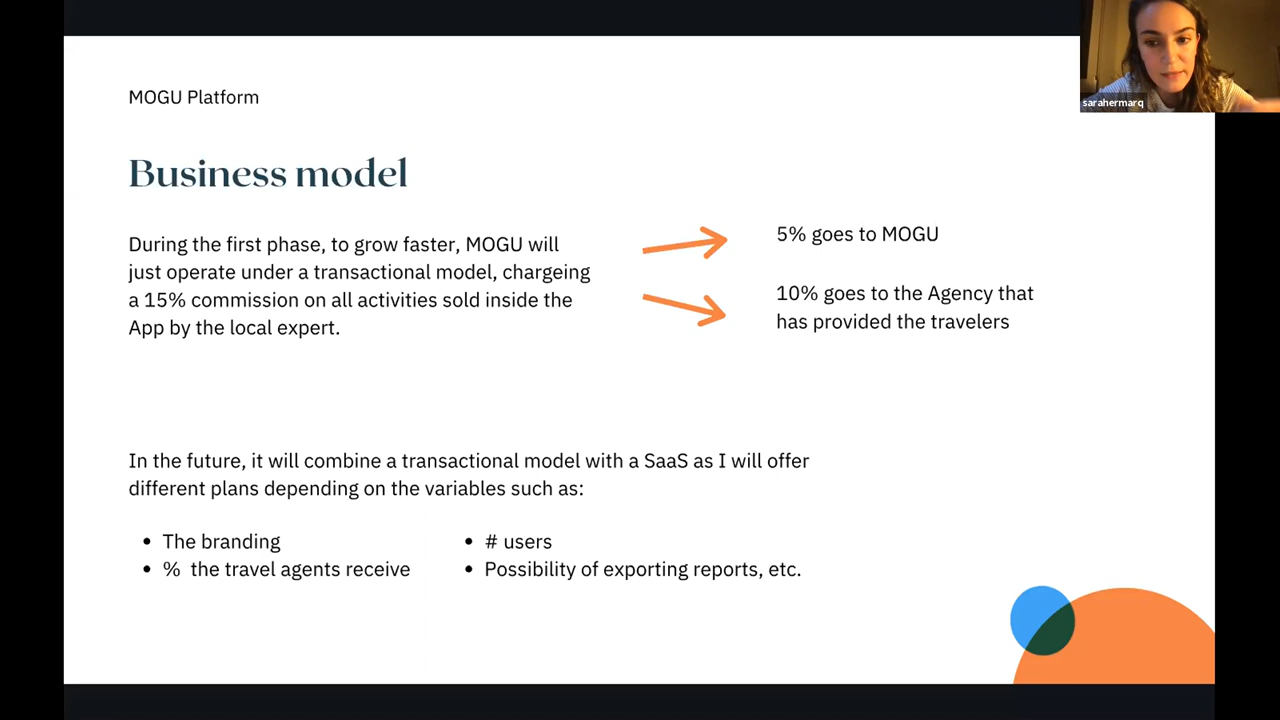 MOGU Platform
sarahermarq
Business model
During the first phase, to grow faster, MOGU will
just operate under a transactional model, chargeing
a 15% commission on all activities sold inside the
App by the local expert.
5% goes to MOGU
10% goes to the Agency that
has provided the travelers
In the future, it will combine a transactional model with a SaaS as I will offer
different plans depending on the variables such as:
• The branding
• % the travel agents receive
• # users
• Possibility of exporting reports, etc.